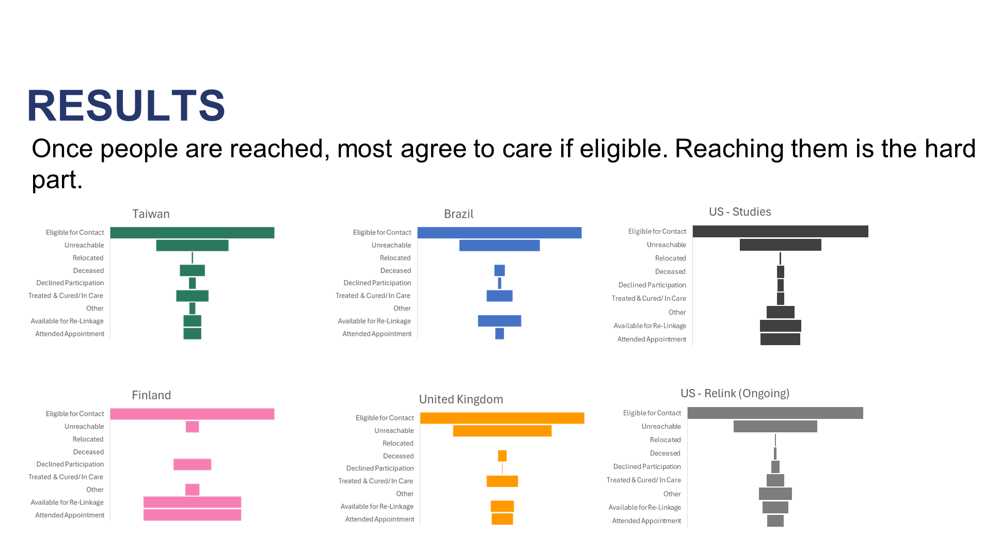 RESULTS
Once people are reached, most agree to care if eligible. Reaching them is the hard
part.
Taiwan
Eligible for Contact
Unreachable
Relocated
Deceased
Declined Participation
Treated & Cured/ In Care
Other
Available for Re-Linkage
Attended Appointment
Brazil
Eligible for Contact
Unreachable
Relocated
Deceased
Declined Participation
Treated & Cured/ In Care
Other
Available for Re-Linkage
Attended Appointment
US - Studies
Eligible for Contact
Unreachable
Relocated
Deceased
Declined Participation
Treated & Cured/ In Care
Other
Available for Re-Linkage
Attended Appointment
Finland
Eligible for Contact
Unreachable
Relocated
Deceased
Declined Participation
Treated & Cured/ In Care
Other
Available for Re-Linkage
Attended Appointment
United Kingdom
Eligible for Contact
Unreachable
Relocated
Deceased
Declined Participation
Treated & Cured/ In Care
Other
Available for Re-Linkage
Attended Appointment
US - Relink (Ongoing)
Eligible for Contact
Unreachable
Relocated
Deceased
Declined Participation
Treated & Cured/ In Care
Other
Available for Re-Linkage
Attended Appointment